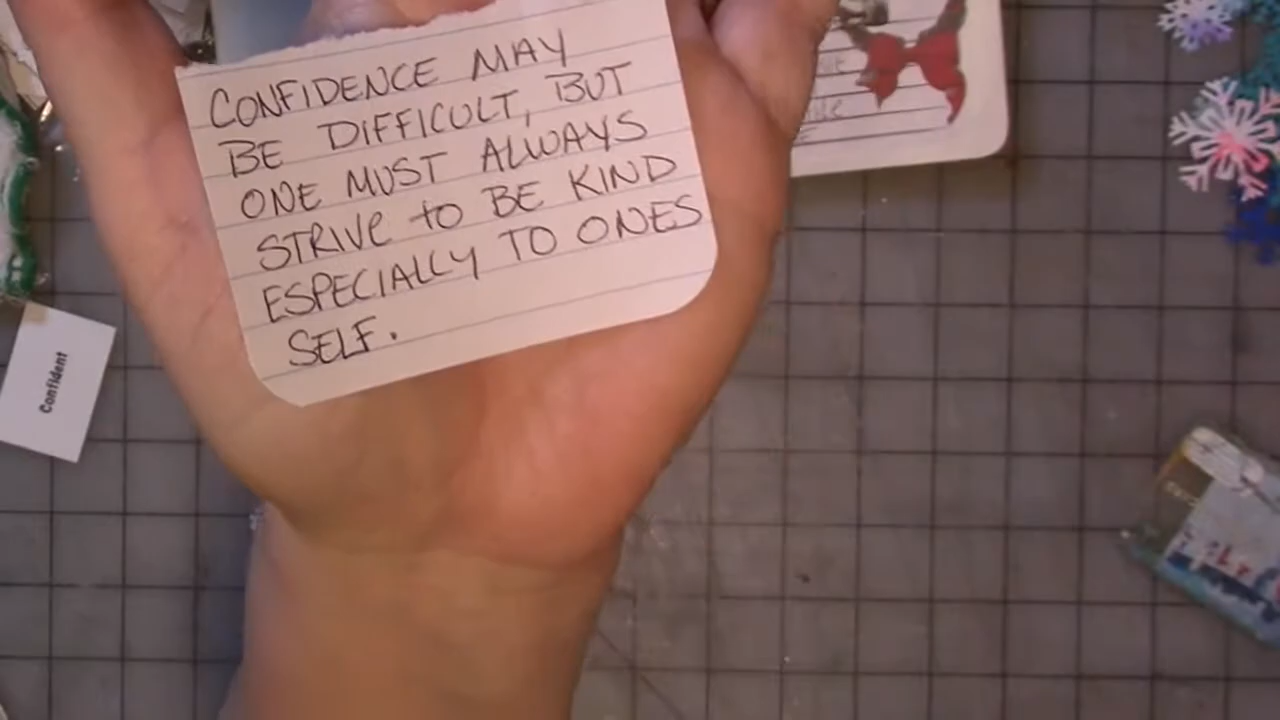 CONFIDENCE MAY
BE DIFFICULT, BUT
ONE MUST ALWAYS
STRIVE to BE KIND
ESPECIALLY TO ONES
SELF.
Confident